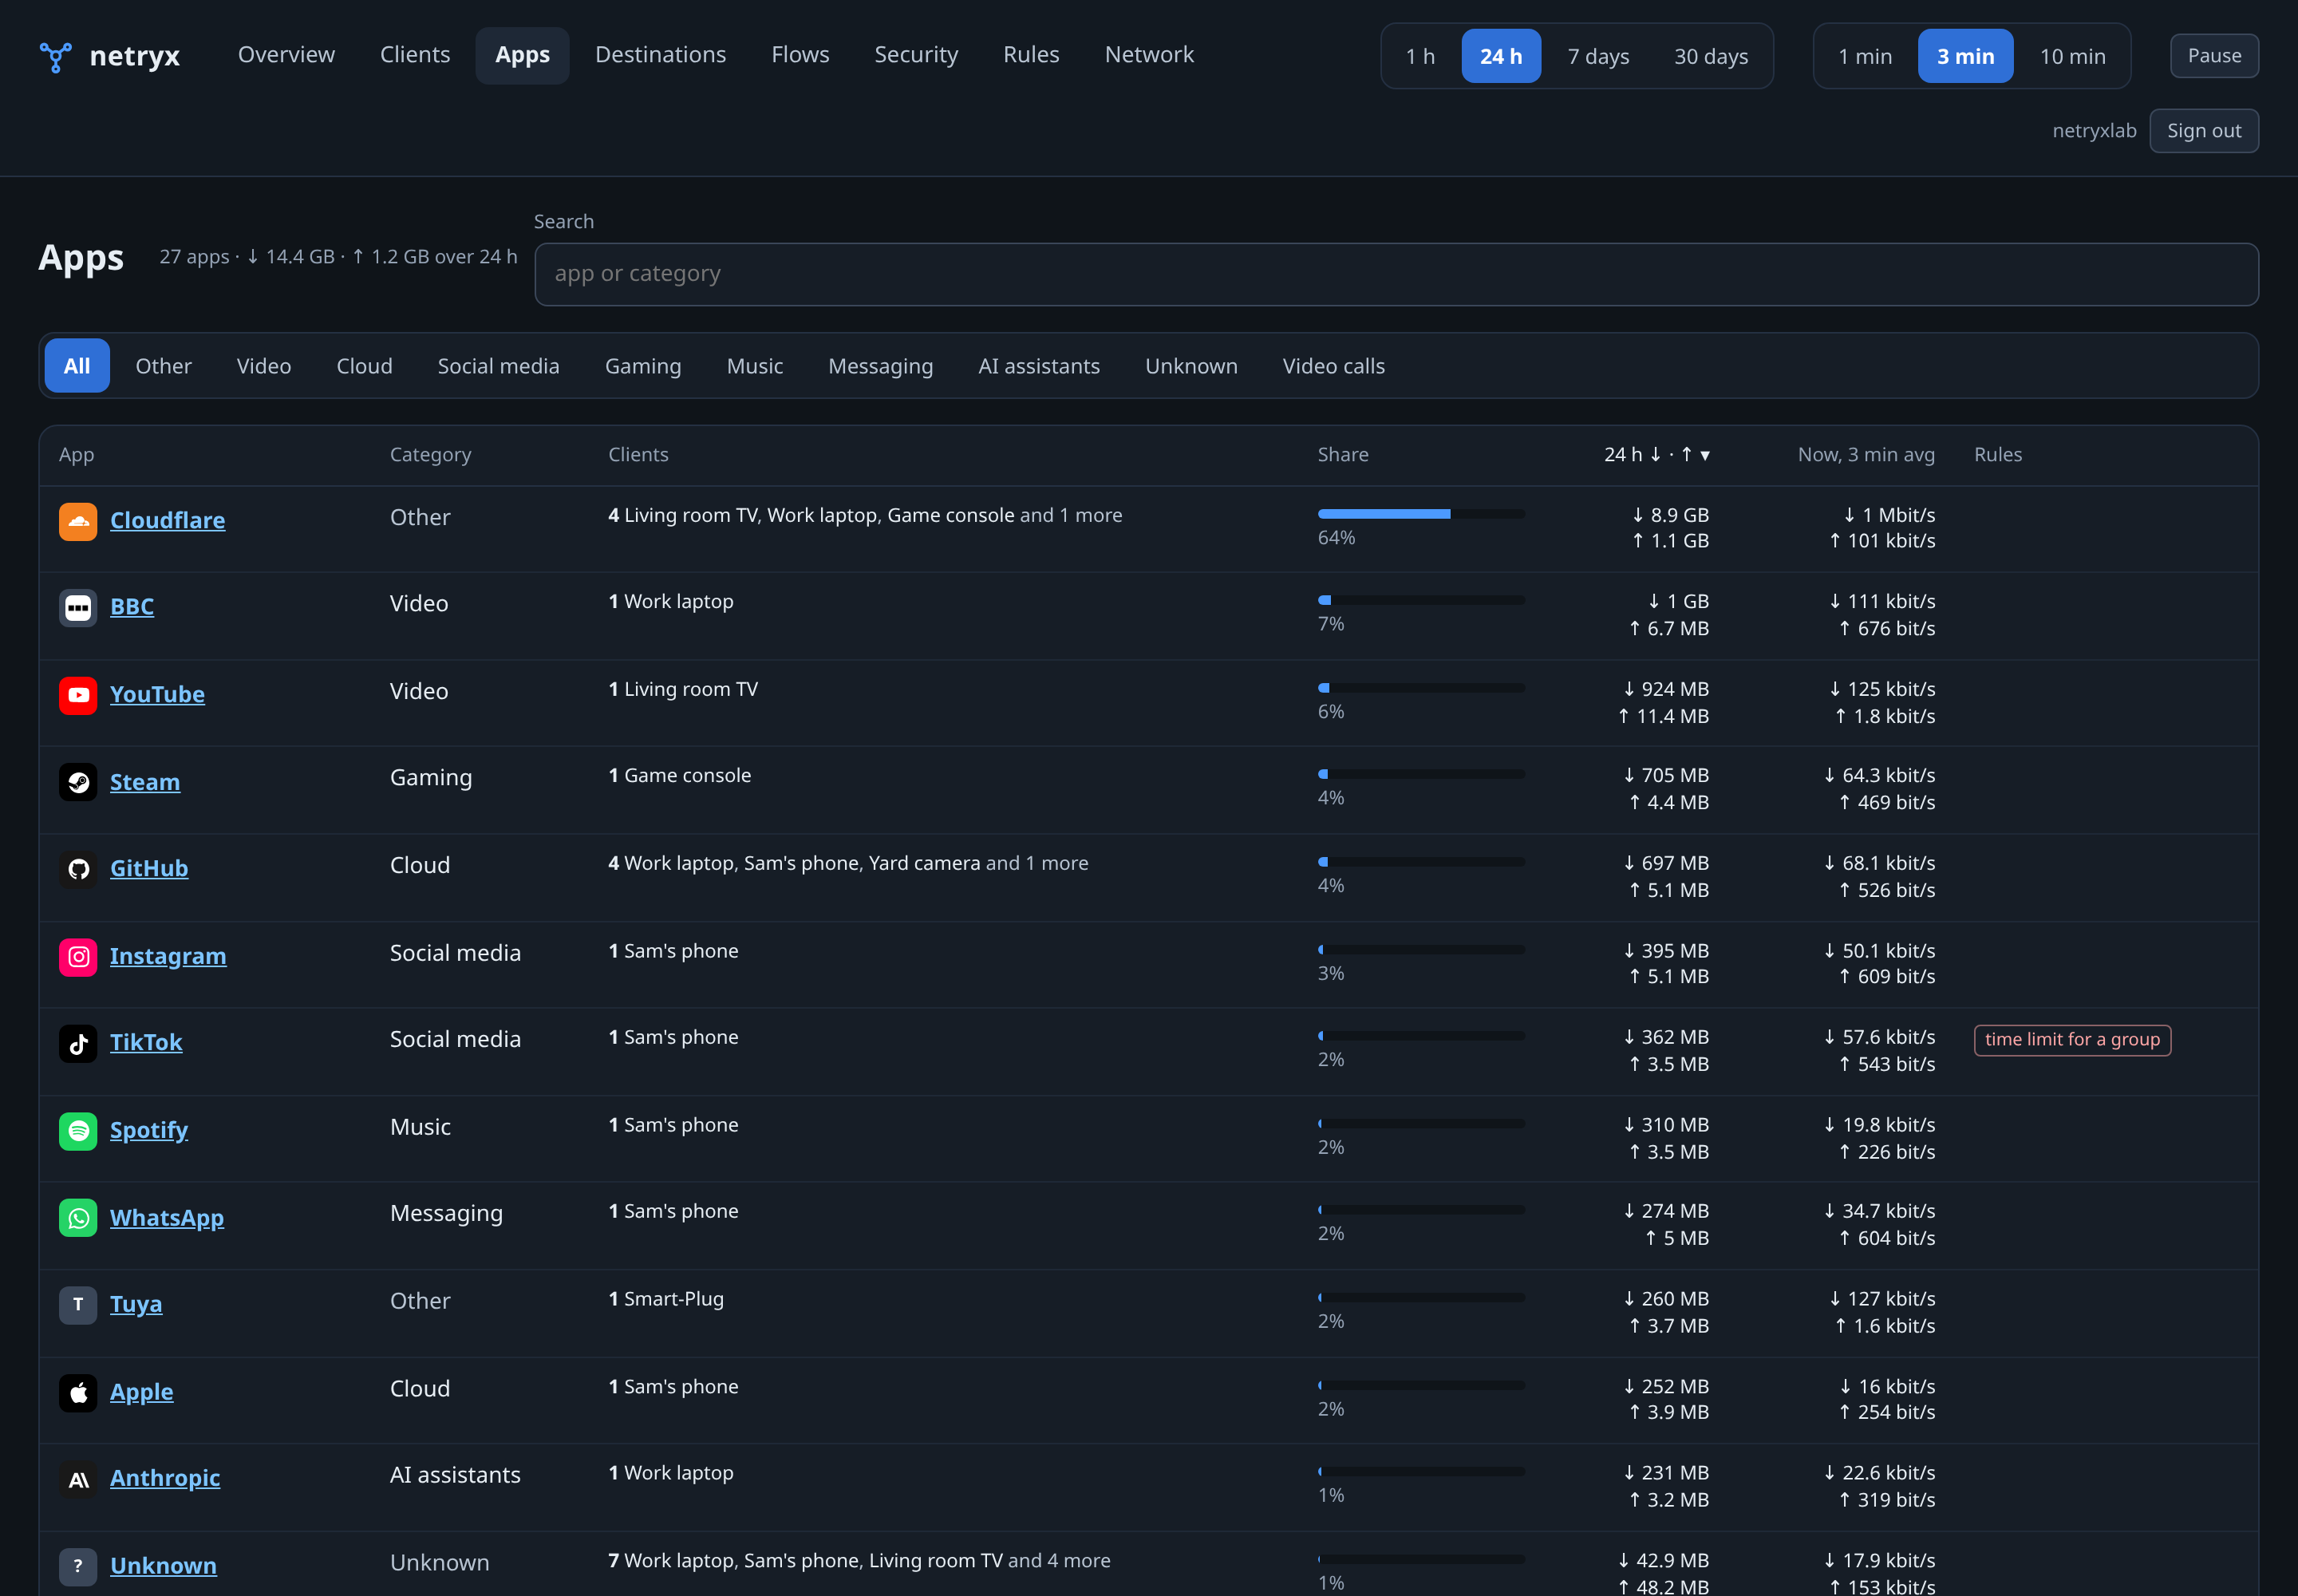 netryx Overview Clients Apps Destinations Flows Security Rules Network 1 h 24 h 7 days 30 days 1 min 3 min 10 min Pause
netryxlab Sign out
Search
Apps 27 apps · ↓ 14.4 GB · ↑ 1.2 GB over 24 h app or category
All Other Video Cloud Social media Gaming Music Messaging AI assistants Unknown Video calls
App Category Clients Share 24 h ↓ · ↑ ▼ Now, 3 min avg Rules
Cloudflare Other 4 Living room TV, Work laptop, Game console and 1 more ↓ 8.9 GB ↓ 1 Mbit/s
64% ↑ 1.1 GB ↑ 101 kbit/s
BBC Video 1 Work laptop ↓ 1 GB ↓ 111 kbit/s
7% ↑ 6.7 MB ↑ 676 bit/s
YouTube Video 1 Living room TV ↓ 924 MB ↓ 125 kbit/s
6% ↑ 11.4 MB ↑ 1.8 kbit/s
Steam Gaming 1 Game console ↓ 705 MB ↓ 64.3 kbit/s
4% ↑ 4.4 MB ↑ 469 bit/s
GitHub Cloud 4 Work laptop, Sam's phone, Yard camera and 1 more ↓ 697 MB ↓ 68.1 kbit/s
4% ↑ 5.1 MB ↑ 526 bit/s
Instagram Social media 1 Sam's phone ↓ 395 MB ↓ 50.1 kbit/s
3% ↑ 5.1 MB ↑ 609 bit/s
TikTok Social media 1 Sam's phone ↓ 362 MB ↓ 57.6 kbit/s time limit for a group
2% ↑ 3.5 MB ↑ 543 bit/s
Spotify Music 1 Sam's phone ↓ 310 MB ↓ 19.8 kbit/s
2% ↑ 3.5 MB ↑ 226 bit/s
WhatsApp Messaging 1 Sam's phone ↓ 274 MB ↓ 34.7 kbit/s
2% ↑ 5 MB ↑ 604 bit/s
T Tuya Other 1 Smart-Plug ↓ 260 MB ↓ 127 kbit/s
2% ↑ 3.7 MB ↑ 1.6 kbit/s
Apple Cloud 1 Sam's phone ↓ 252 MB ↓ 16 kbit/s
2% ↑ 3.9 MB ↑ 254 bit/s
Anthropic AI assistants 1 Work laptop ↓ 231 MB ↓ 22.6 kbit/s
1% ↑ 3.2 MB ↑ 319 bit/s
? Unknown Unknown 7 Work laptop, Sam's phone, Living room TV and 4 more ↓ 42.9 MB ↓ 17.9 kbit/s
1% ↑ 48.2 MB ↑ 153 kbit/s